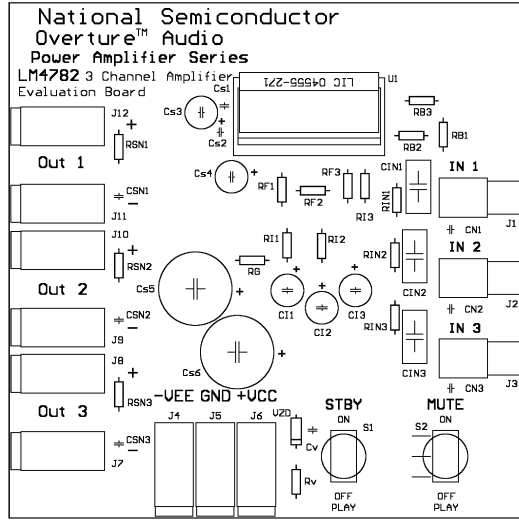 National Semiconductor
Overture™ Audio
Power Amplifier Series
LM4782 3 Channel Amplifier
Evaluation Board
LIC 04555-271
U1
Cs1
Cs3
Cs2
J12
+
RSN1
Out 1
RB3
RB2
RB1
Cs4
+
RF1
RF2
RF3
RI3
CIN1
RIN1
IN 1
CN1
J1
CSN1
-
J11
J10
+
RSN2
Out 2
RG
RI1
RI2
RIN2
CIN2
IN 2
CN2
J2
Cs5
+
CI1
CI2
CI3
+
+
+
CSN2
-
J9
J8
+
RSN3
Out 3
Cs6
+
RIN3
CIN3
IN 3
CN3
J3
-VEE GND +VCC
J4
J5
J6
VZD
Cv
Rv
STBY
ON
S1
OFF
PLAY
MUTE
ON
S2
OFF
PLAY
CSN3
-
J7